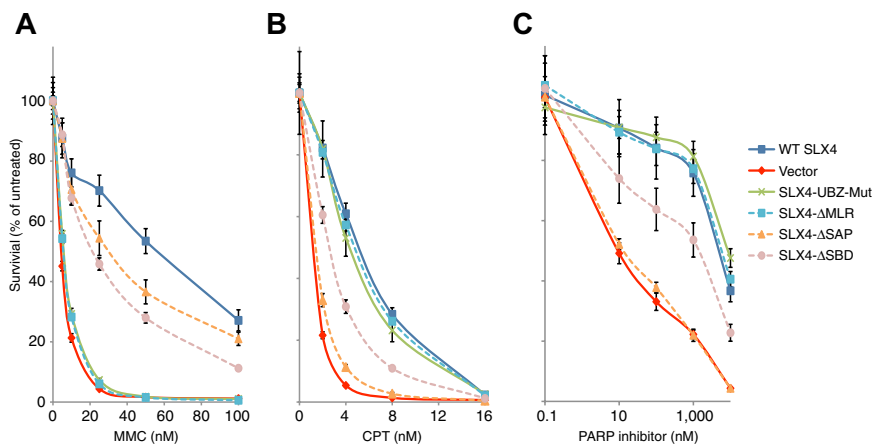 A
B
C
Survivial (% of untreated)
100
80
60
40
20
0
0 20 40 60 80 100
MMC (nM)
0 4 8 12 16
CPT (nM)
0.1 10 1,000
PARP inhibitor (nM)
WT SLX4
Vector
SLX4-UBZ-Mut
SLX4-ΔMLR
SLX4-ΔSAP
SLX4-ΔSBD